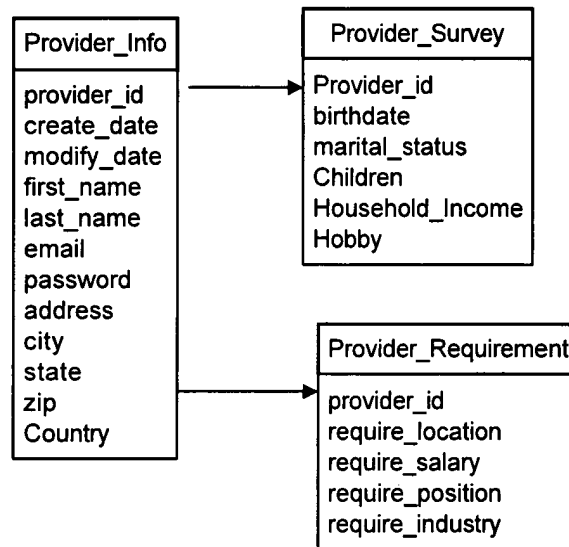 Provider_Info
provider_id
create_date
modify_date
first_name
last_name
email
password
address
city
state
zip
Country
Provider_Survey
Provider_id
birthdate
marital_status
Children
Household_Income
Hobby
Provider_Requirement
provider_id
require_location
require_salary
require_position
require_industry